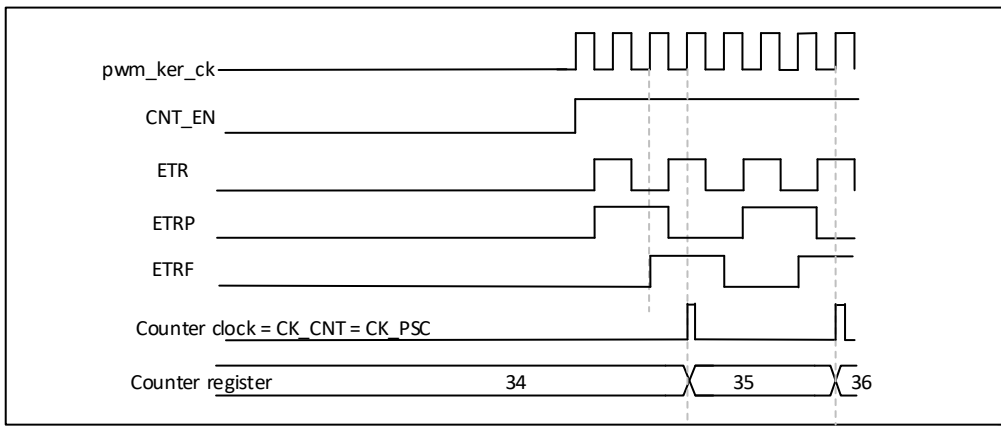 pwm_ker_ck
CNT_EN
ETR
ETRP
ETRF
Counter clock = CK_CNT = CK_PSC
Counter register 34 35 36